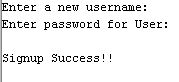 Enter a new username:
Enter password for User:
Signup Success!!